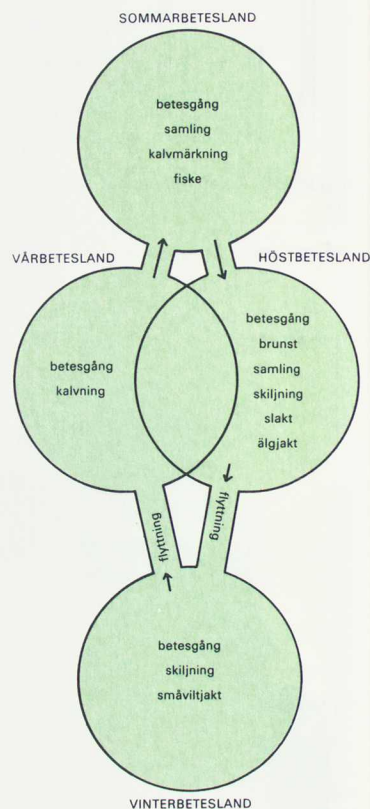 SOMMARBETESLAND
betesgång
samling
kalvmärkning
fiske
VÅRBETESLAND
HÖSTBETESLAND
betesgång
kalvning
betesgång
brunst
samling
skiljning
slakt
älgjakt
flyttning
flyttning
betesgång
skiljning
småviltjakt
VINTERBETESLAND